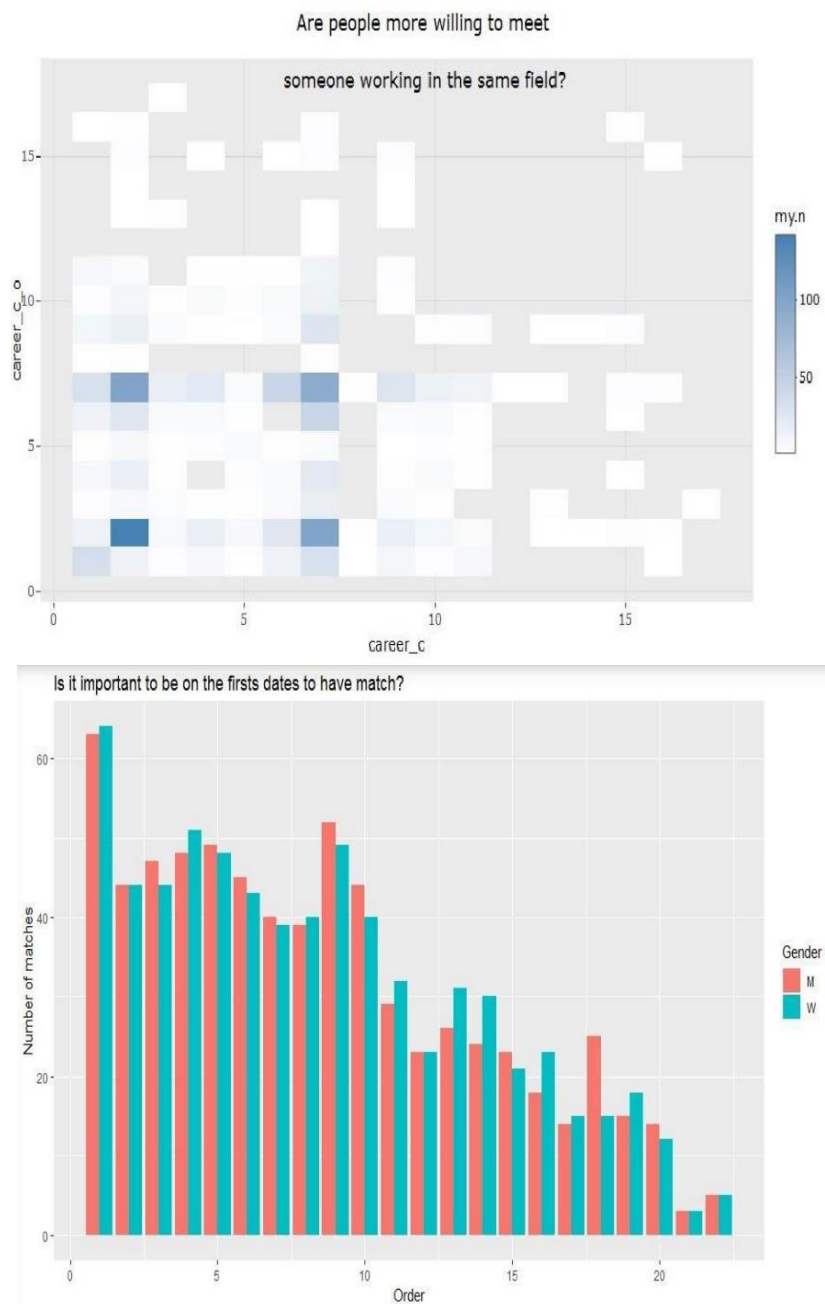 Are people more willing to meet
someone working in the same field?
15-
10-
5-
0-
career_c_o
0 5 10 15
career_c
my.n
100
50
Is it important to be on the firsts dates to have match?
60-
40-
20-
0-
Number of matches
0 5 10 15 20
Order
Gender
M
W